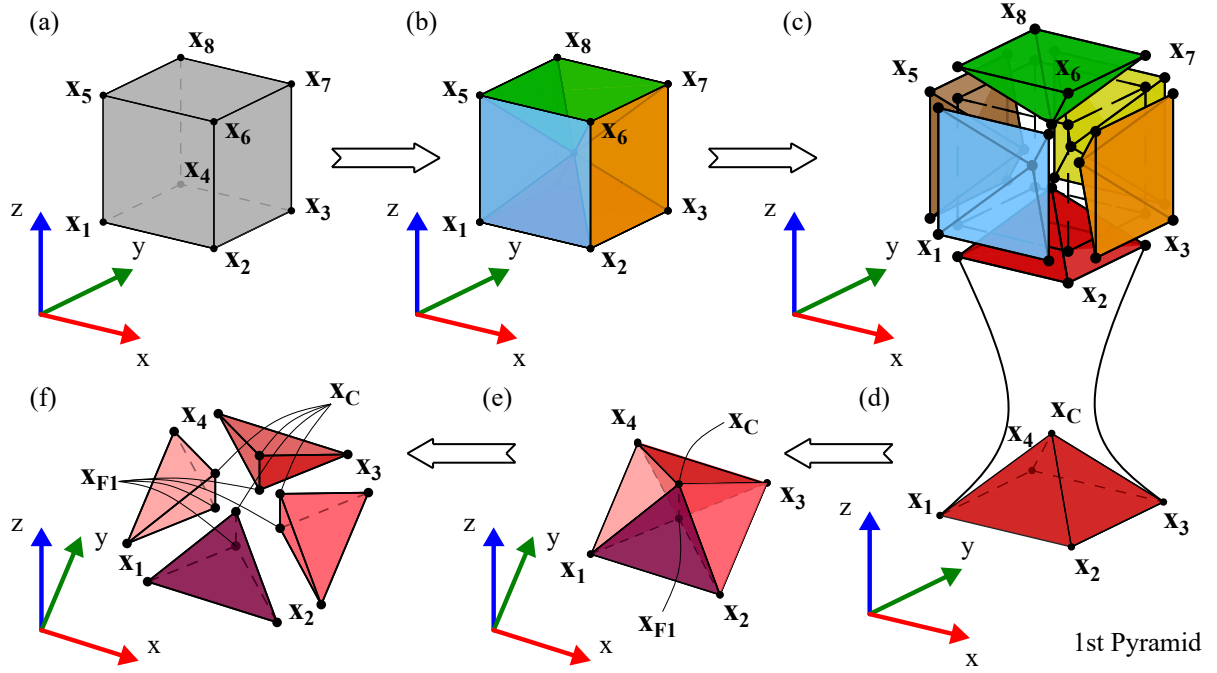 (a)
x8
x5
x7
x6
x4
z
x1
y
x3
x2
x
(b)
x8
x5
x7
x6
z
x1
y
x3
x2
x
(c)
x8
x5
x6
x7
z
x1
y
x3
x2
x
(f)
xC
x4
xF1
x3
z
y
x1
x2
x
(e)
x4
xC
x3
z
y
x1
x2
xF1
x
(d)
xC
x4
x1
x3
z
y
x2
x
1st Pyramid